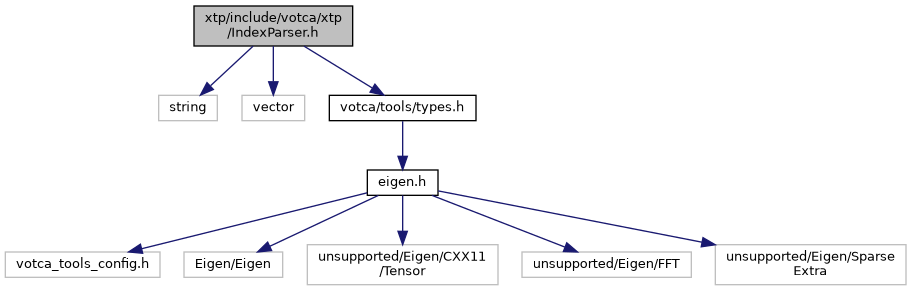 xtp/include/votca/xtp
/IndexParser.h
string
vector
votca/tools/types.h
eigen.h
votca_tools_config.h
Eigen/Eigen
unsupported/Eigen/CXX11
/Tensor
unsupported/Eigen/FFT
unsupported/Eigen/Sparse
Extra